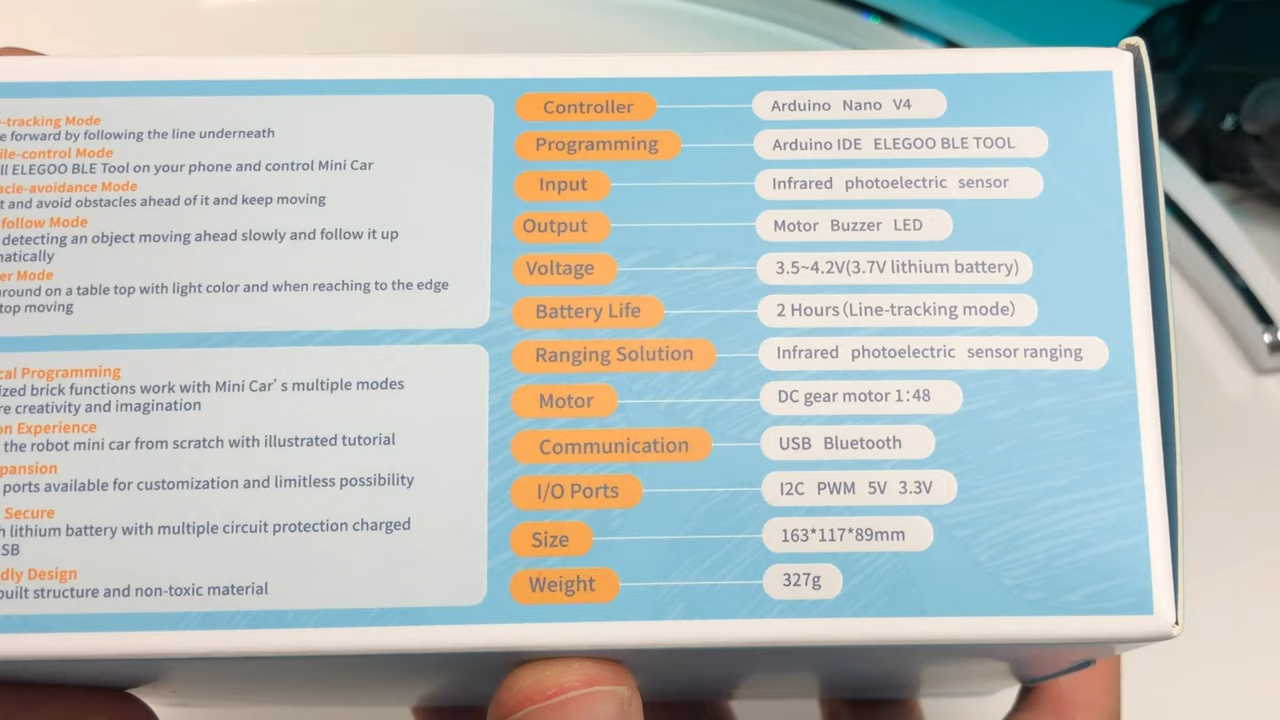 -tracking Mode
e forward by following the line underneath
ile-control Mode
ll ELEGOO BLE Tool on your phone and control Mini Car
acle-avoidance Mode
t and avoid obstacles ahead of it and keep moving
follow Mode
detecting an object moving ahead slowly and follow it up
matically
er Mode
around on a table top with light color and when reaching to the edge
top moving
cal Programming
ized brick functions work with Mini Car's multiple modes
re creativity and imagination
on Experience
the robot mini car from scratch with illustrated tutorial
pansion
ports available for customization and limitless possibility
Secure
h lithium battery with multiple circuit protection charged
SB
dly Design
built structure and non-toxic material
Controller Arduino Nano V4
Programming Arduino IDE ELEGOO BLE TOOL
Input Infrared photoelectric sensor
Output Motor Buzzer LED
Voltage 3.5~4.2V(3.7V lithium battery)
Battery Life 2 Hours(Line-tracking mode)
Ranging Solution Infrared photoelectric sensor ranging
Motor DC gear motor 1:48
Communication USB Bluetooth
I/O Ports I2C PWM 5V 3.3V
Size 163*117*89mm
Weight 327g